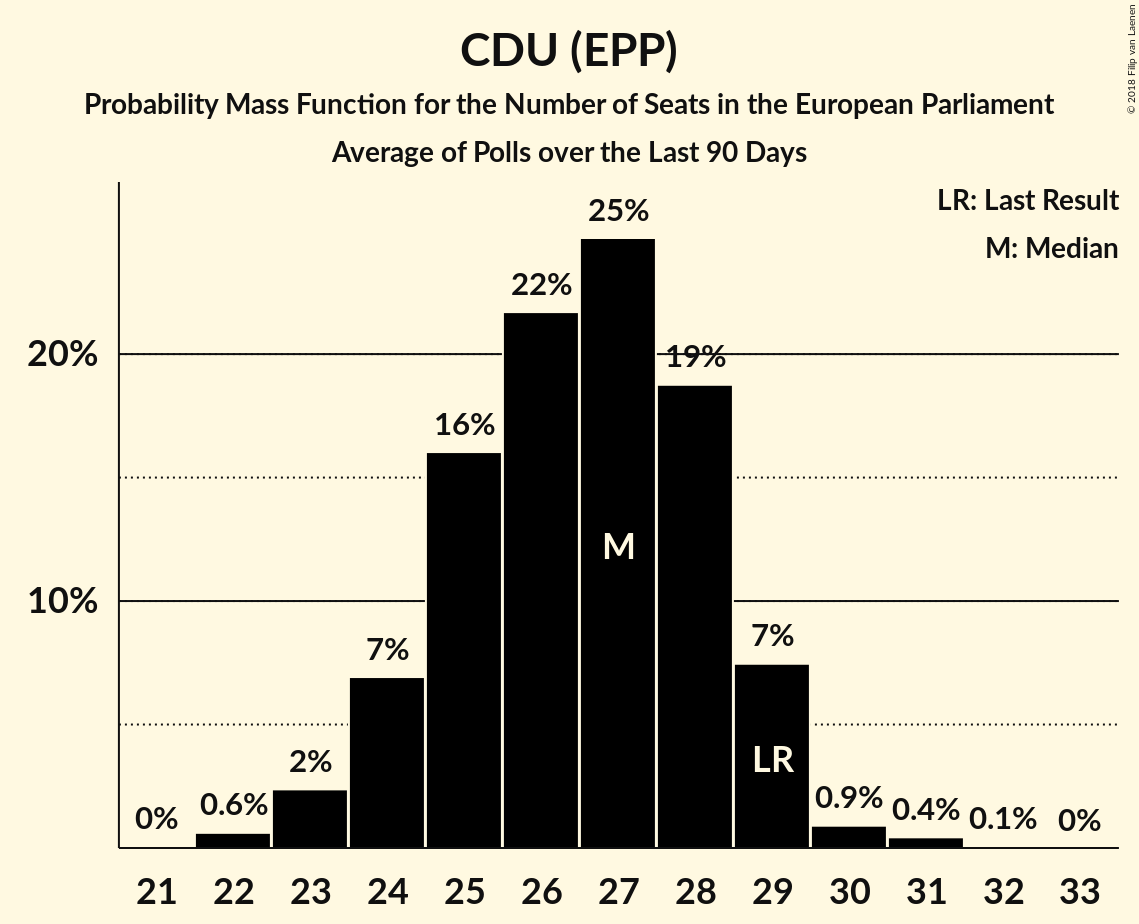 CDU (EPP)
Probability Mass Function for the Number of Seats in the European Parliament
Average of Polls over the Last 90 Days
© 2018 Filip van Laenen
LR: Last Result
M: Median
25%
22%
20%
19%
16%
M
10%
7%
7%
LR
2%
0%
0.6%
0.9%
0.4%
0.1%
0%
21 22 23 24 25 26 27 28 29 30 31 32 33